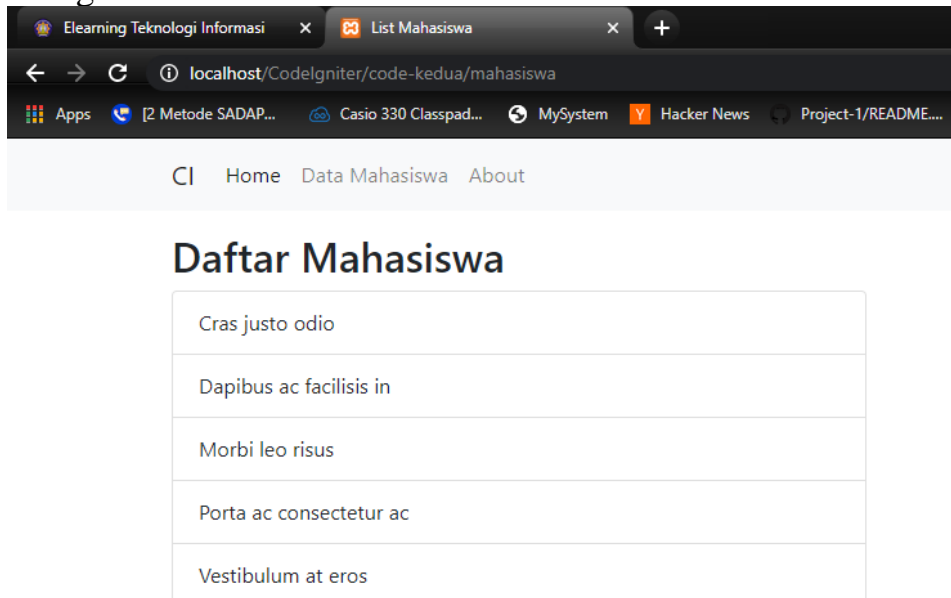 Elearning Teknologi Informasi List Mahasiswa
localhost/CodeIgniter/code-kedua/mahasiswa
Apps [2 Metode SADAP... Casio 330 Classpad... MySystem Y Hacker News Project-1/README....
CI Home Data Mahasiswa About
Daftar Mahasiswa
Cras justo odio
Dapibus ac facilisis in
Morbi leo risus
Porta ac consectetur ac
Vestibulum at eros